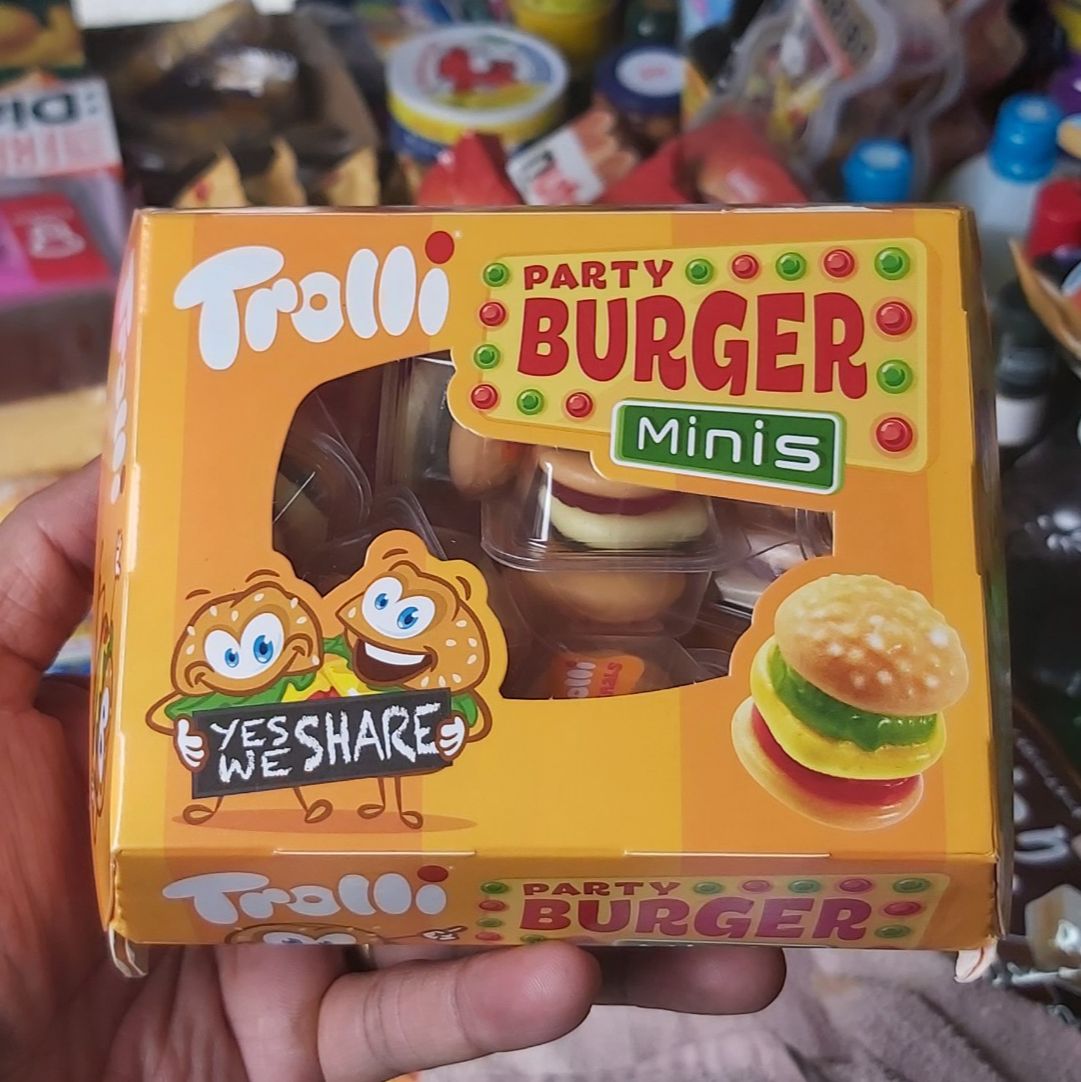 Trolli
PARTY
BURGER
Minis
YES
WE SHARE
Trolli
PARTY
BURGER